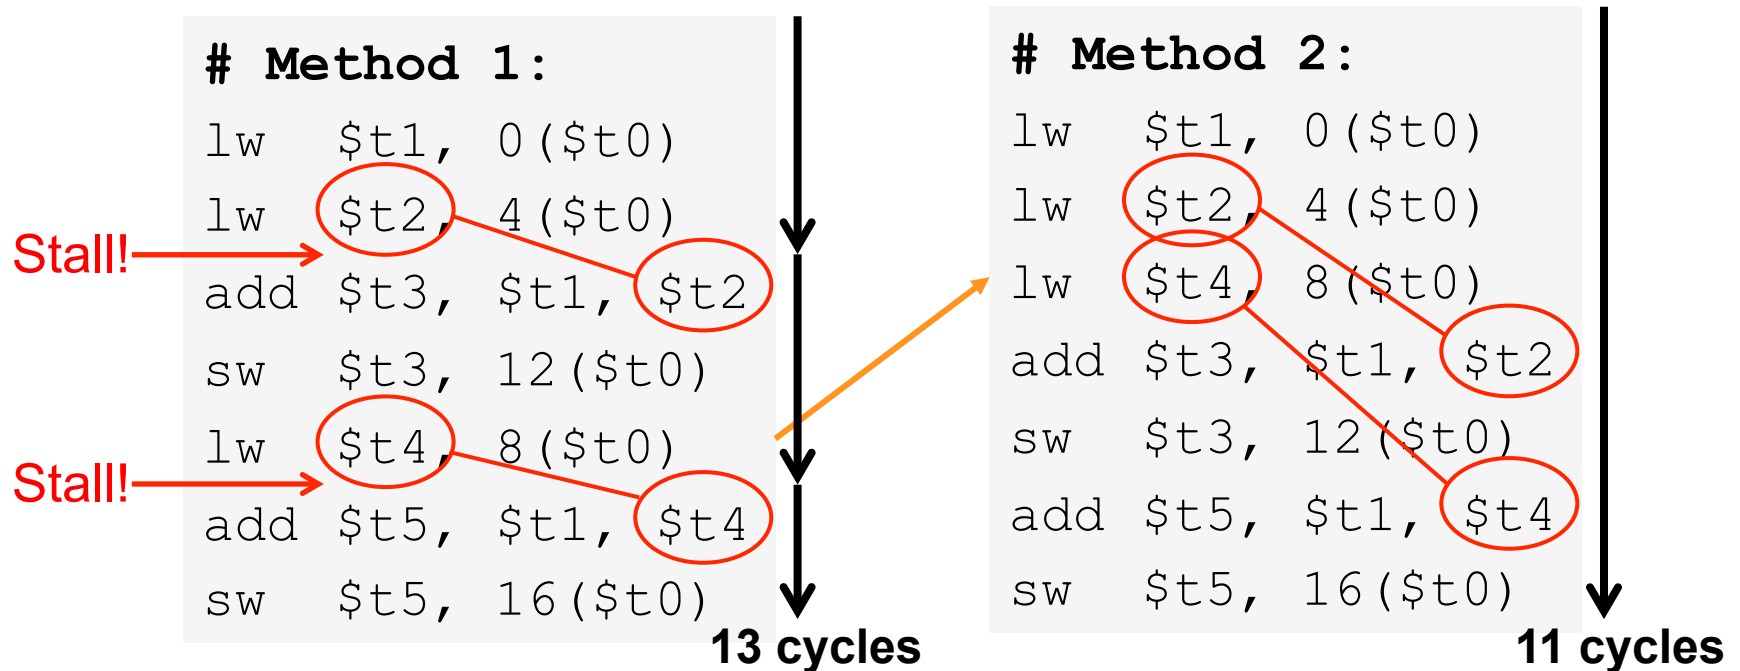 # Method 1:
lw $t1, 0($t0)
lw $t2, 4($t0)
Stall!
add $t3, $t1, $t2
sw $t3, 12($t0)
lw $t4, 8($t0)
Stall!
add $t5, $t1, $t4
sw $t5, 16($t0)
13 cycles
# Method 2:
lw $t1, 0($t0)
lw $t2, 4($t0)
lw $t4, 8($t0)
add $t3, $t1, $t2
sw $t3, 12($t0)
add $t5, $t1, $t4
sw $t5, 16($t0)
11 cycles